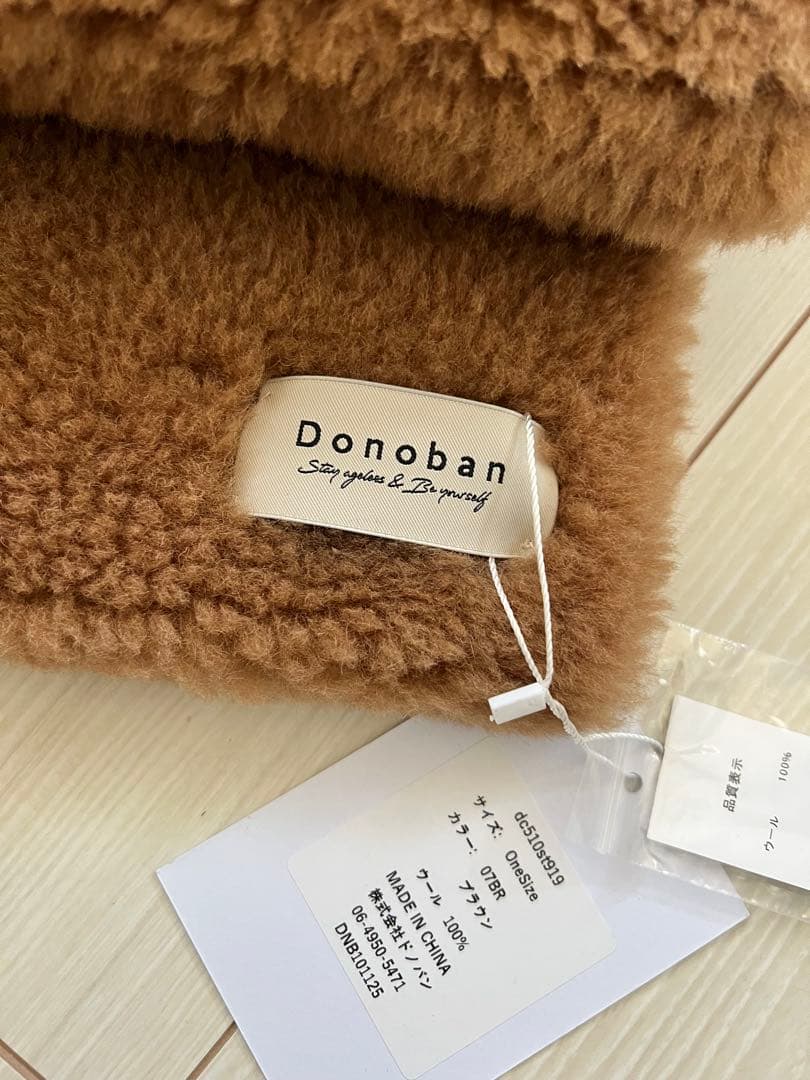 Donoban
Stay ageless & Be yourself
dc510st919
サイズ: OneSize
カラー: 07BR ブラウン
ウール 100%
MADE IN CHINA
株式会社ドノバン
06-4950-5471
DNB101125
品質表示
ウール 100%